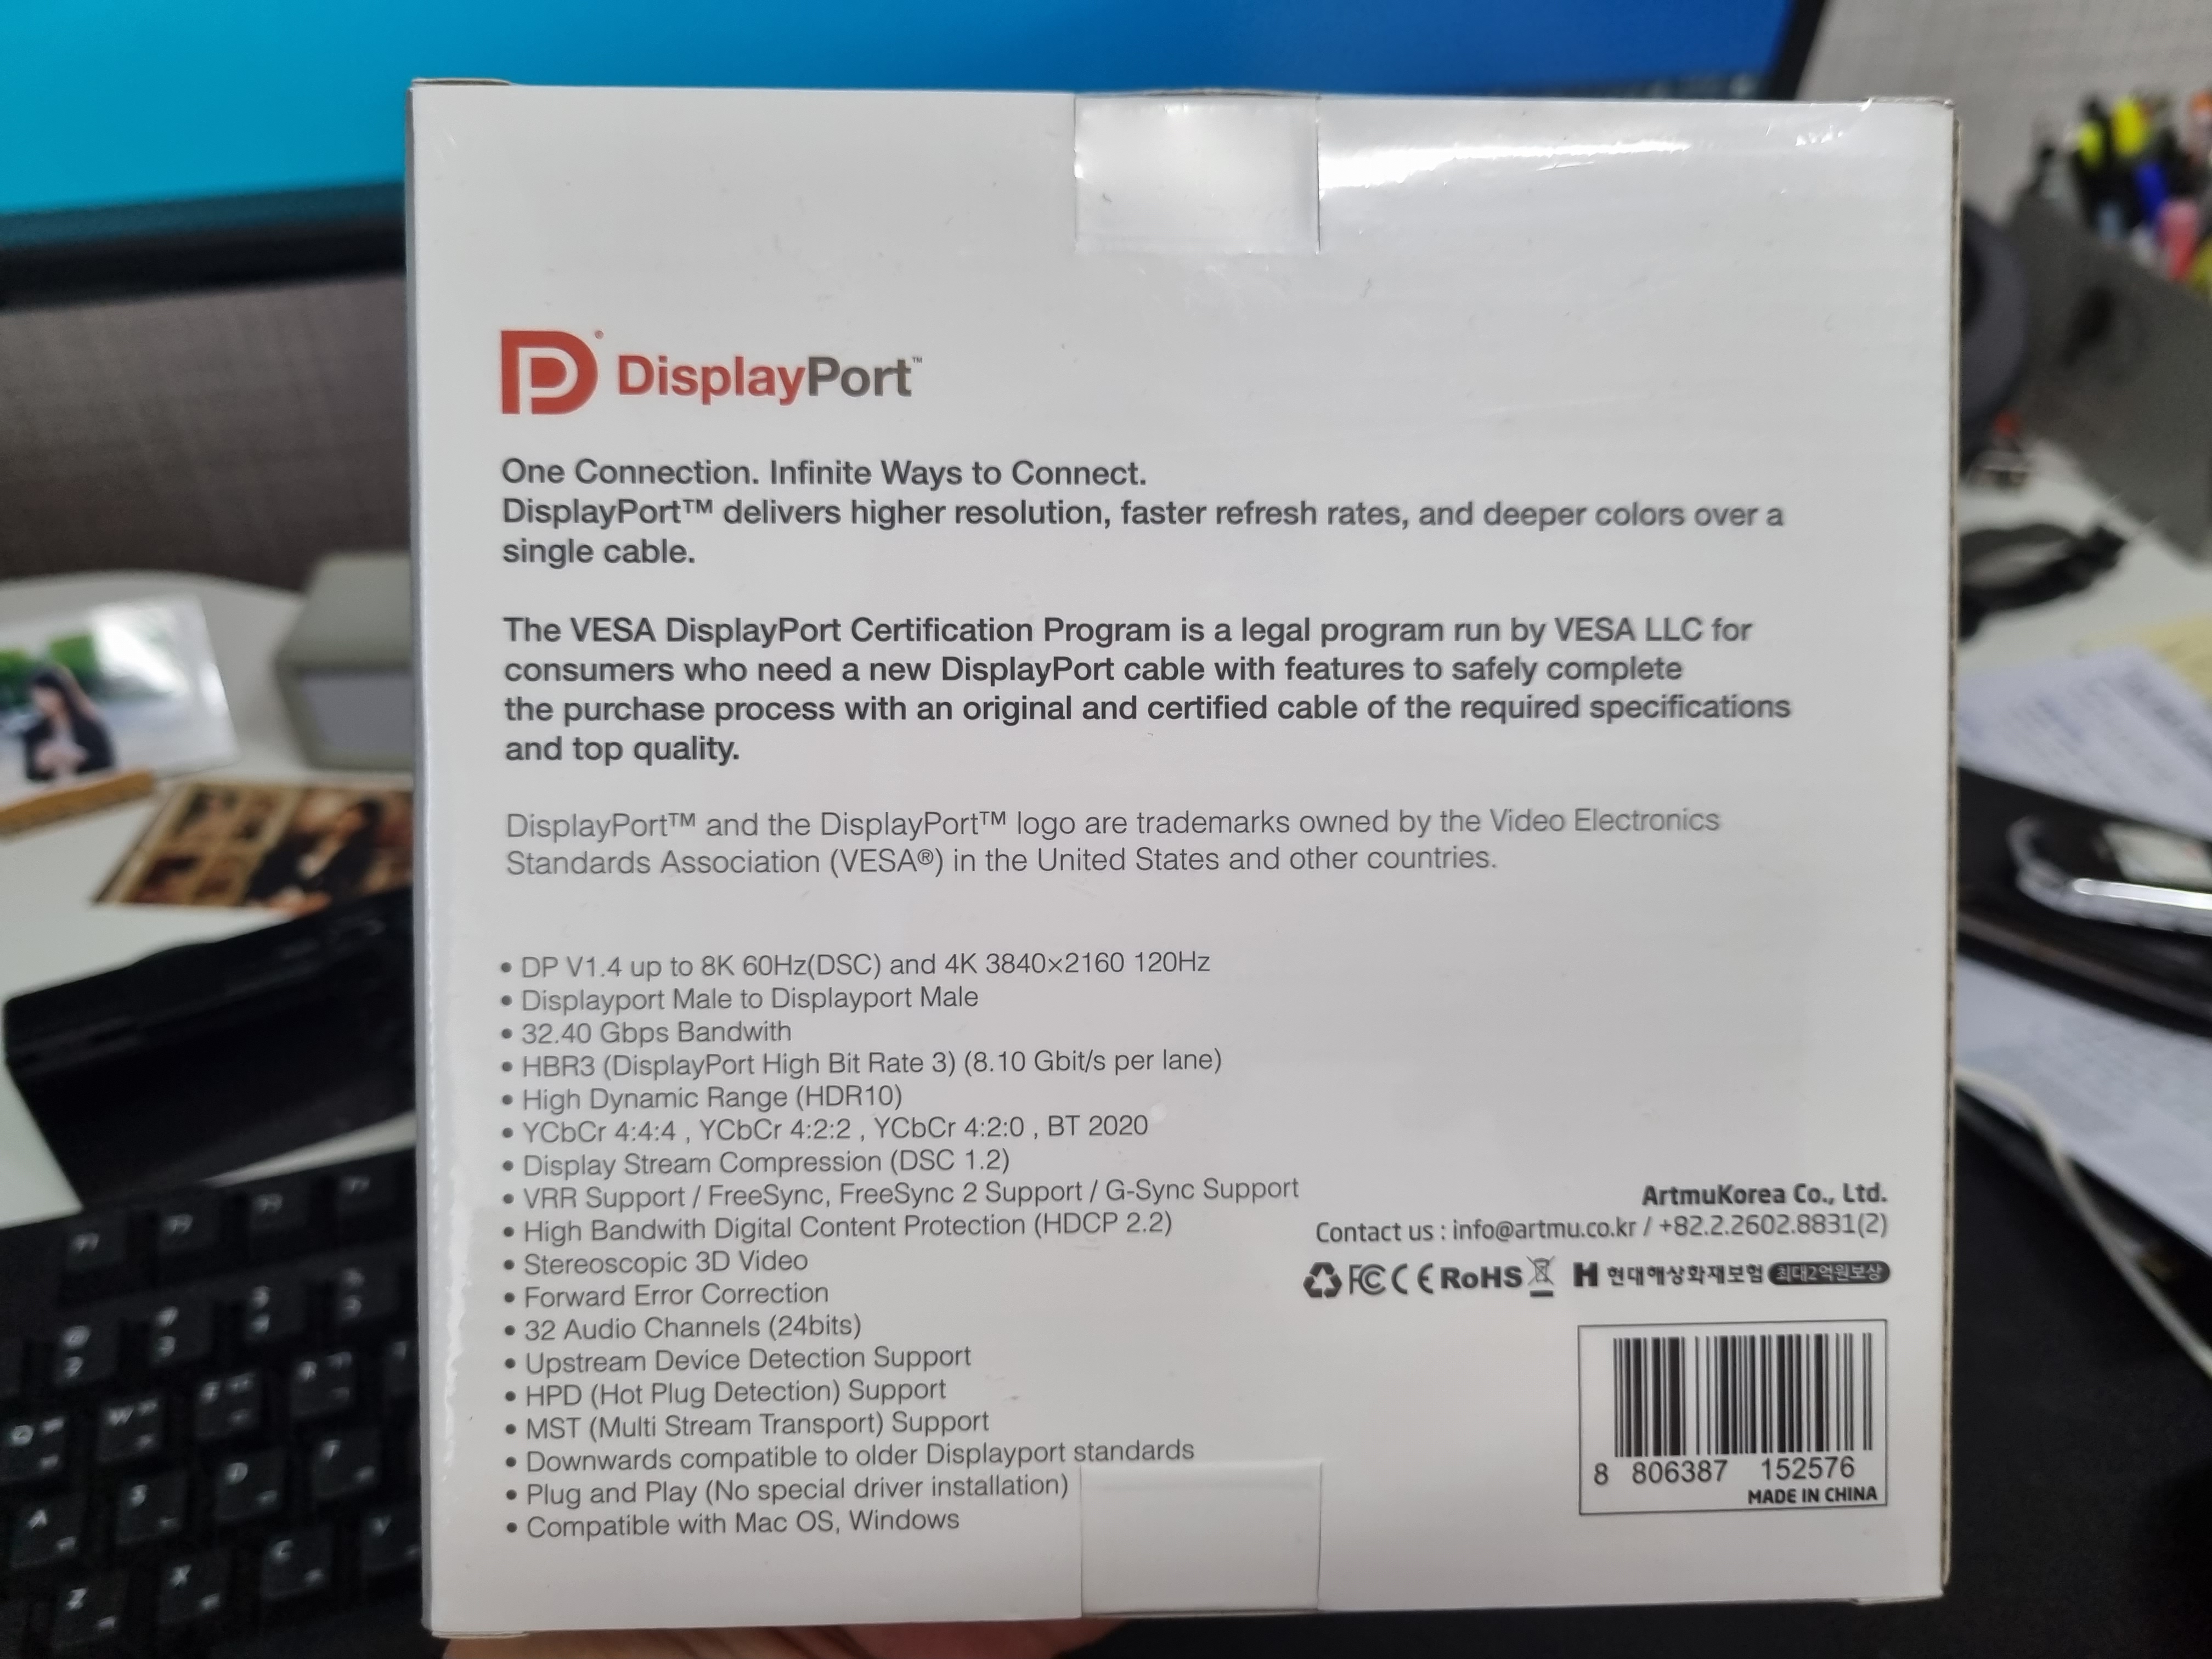 DisplayPort™
One Connection. Infinite Ways to Connect.
DisplayPort™ delivers higher resolution, faster refresh rates, and deeper colors over a
single cable.
The VESA DisplayPort Certification Program is a legal program run by VESA LLC for
consumers who need a new DisplayPort cable with features to safely complete
the purchase process with an original and certified cable of the required specifications
and top quality.
DisplayPort™ and the DisplayPort™ logo are trademarks owned by the Video Electronics
Standards Association (VESA®) in the United States and other countries.
• DP V1.4 up to 8K 60Hz(DSC) and 4K 3840×2160 120Hz
• Displayport Male to Displayport Male
• 32.40 Gbps Bandwith
• HBR3 (DisplayPort High Bit Rate 3) (8.10 Gbit/s per lane)
• High Dynamic Range (HDR10)
• YCbCr 4:4:4 , YCbCr 4:2:2 , YCbCr 4:2:0 , BT 2020
• Display Stream Compression (DSC 1.2)
• VRR Support / FreeSync, FreeSync 2 Support / G-Sync Support
• High Bandwith Digital Content Protection (HDCP 2.2)
• Stereoscopic 3D Video
• Forward Error Correction
• 32 Audio Channels (24bits)
• Upstream Device Detection Support
• HPD (Hot Plug Detection) Support
• MST (Multi Stream Transport) Support
• Downwards compatible to older Displayport standards
• Plug and Play (No special driver installation)
• Compatible with Mac OS, Windows
ArtmuKorea Co., Ltd.
Contact us : info@artmu.co.kr / +82.2.2602.8831(2)
FCC CE RoHS H 현대해상화재보험 최대2억원보상
8 806387 152576
MADE IN CHINA